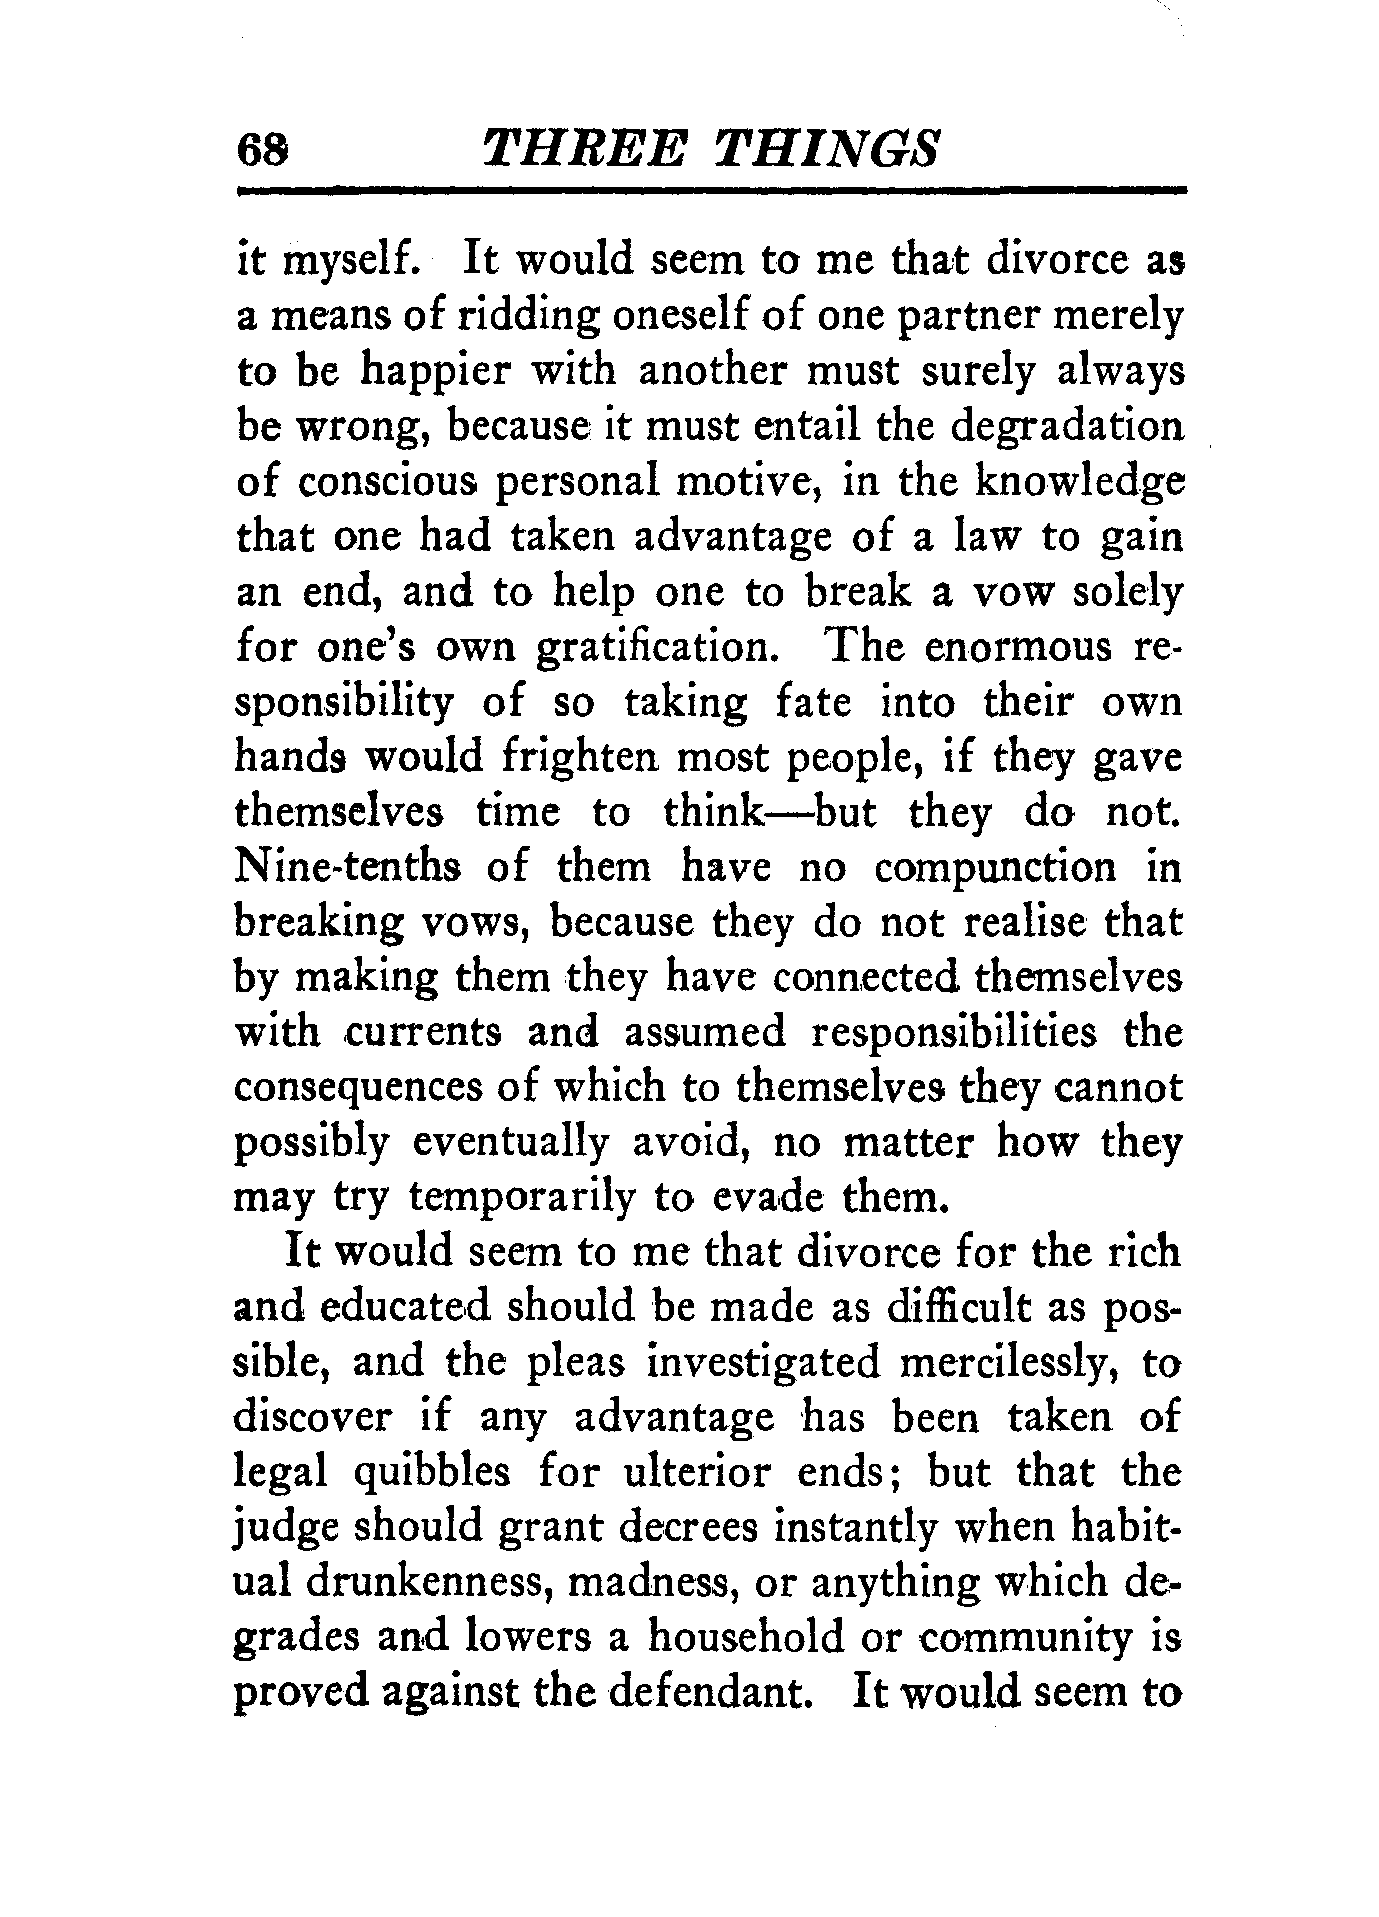 68 THREE THINGS
it myself. It would seem to me that divorce as
a means of ridding oneself of one partner merely
to be happier with another must surely always
be wrong, because it must entail the degradation
of conscious personal motive, in the knowledge
that one had taken advantage of a law to gain
an end, and to help one to break a vow solely
for one's own gratification. The enormous re-
sponsibility of so taking fate into their own
hands would frighten most people, if they gave
themselves time to think—but they do not.
Nine-tenths of them have no compunction in
breaking vows, because they do not realise that
by making them they have connected themselves
with currents and assumed responsibilities the
consequences of which to themselves they cannot
possibly eventually avoid, no matter how they
may try temporarily to evade them.
It would seem to me that divorce for the rich
and educated should be made as difficult as pos-
sible, and the pleas investigated mercilessly, to
discover if any advantage has been taken of
legal quibbles for ulterior ends; but that the
judge should grant decrees instantly when habit-
ual drunkenness, madness, or anything which de-
grades and lowers a household or community is
proved against the defendant. It would seem to